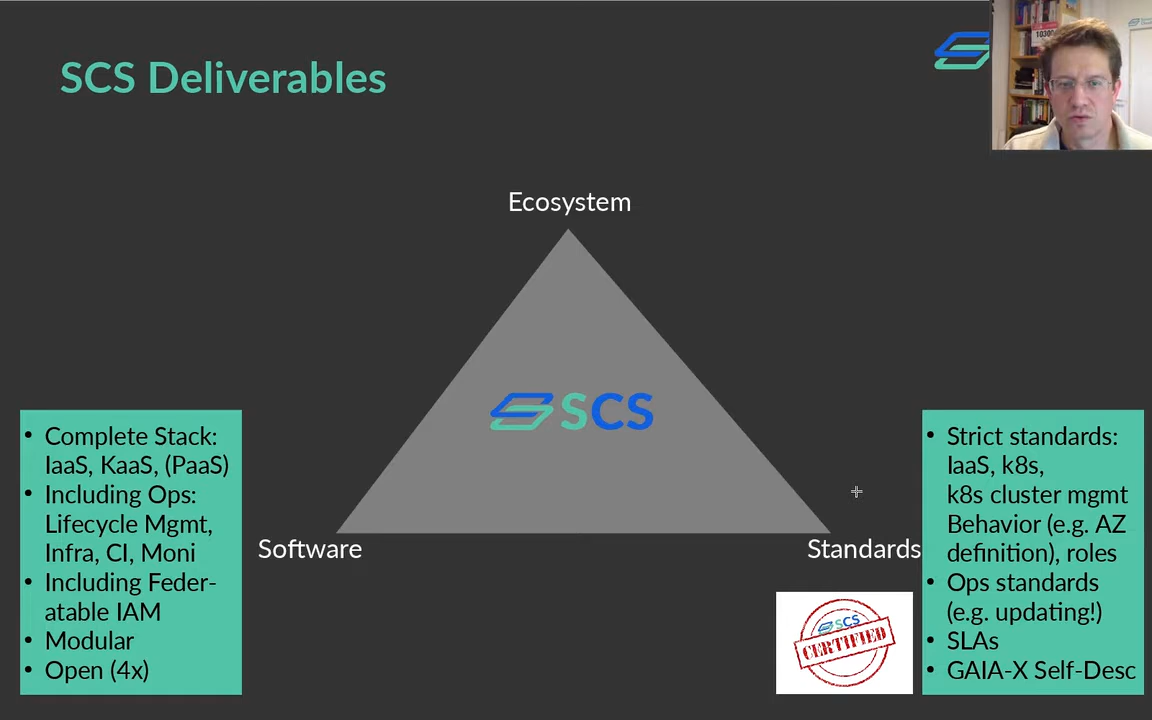 SCS Deliverables
10300
Ecosystem
SCS
Software
Standards
• Complete Stack:
IaaS, KaaS, (PaaS)
• Including Ops:
Lifecycle Mgmt,
Infra, CI, Moni
• Including Feder-
atable IAM
• Modular
• Open (4x)
• Strict standards:
IaaS, k8s,
k8s cluster mgmt
Behavior (e.g. AZ
definition), roles
• Ops standards
(e.g. updating!)
• SLAs
• GAIA-X Self-Desc
SCS
CERTIFIED